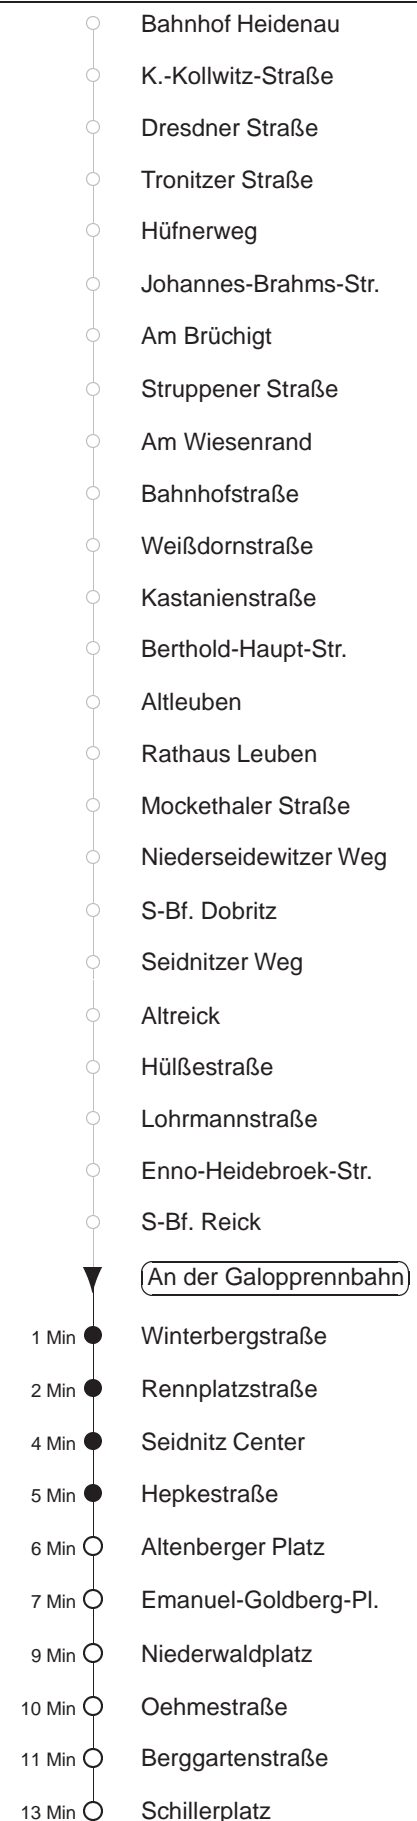 Bahnhof Heidenau
K.-Kollwitz-Straße
Dresdner Straße
Tronitzer Straße
Hüfnerweg
Johannes-Brahms-Str.
Am Brüchigt
Struppener Straße
Am Wiesenrand
Bahnhofstraße
Weißdornstraße
Kastanienstraße
Berthold-Haupt-Str.
Altleuben
Rathaus Leuben
Mockethaler Straße
Niederseidewitzer Weg
S-Bf. Dobritz
Seidnitzer Weg
Altreick
Hülßestraße
Lohrmannstraße
Enno-Heidebroek-Str.
S-Bf. Reick
An der Galopprennbahn
1 Min Winterbergstraße
2 Min Rennplatzstraße
4 Min Seidnitz Center
5 Min Hepkestraße
6 Min Altenberger Platz
7 Min Emanuel-Goldberg-Pl.
9 Min Niederwaldplatz
10 Min Oehmestraße
11 Min Berggartenstraße
13 Min Schillerplatz